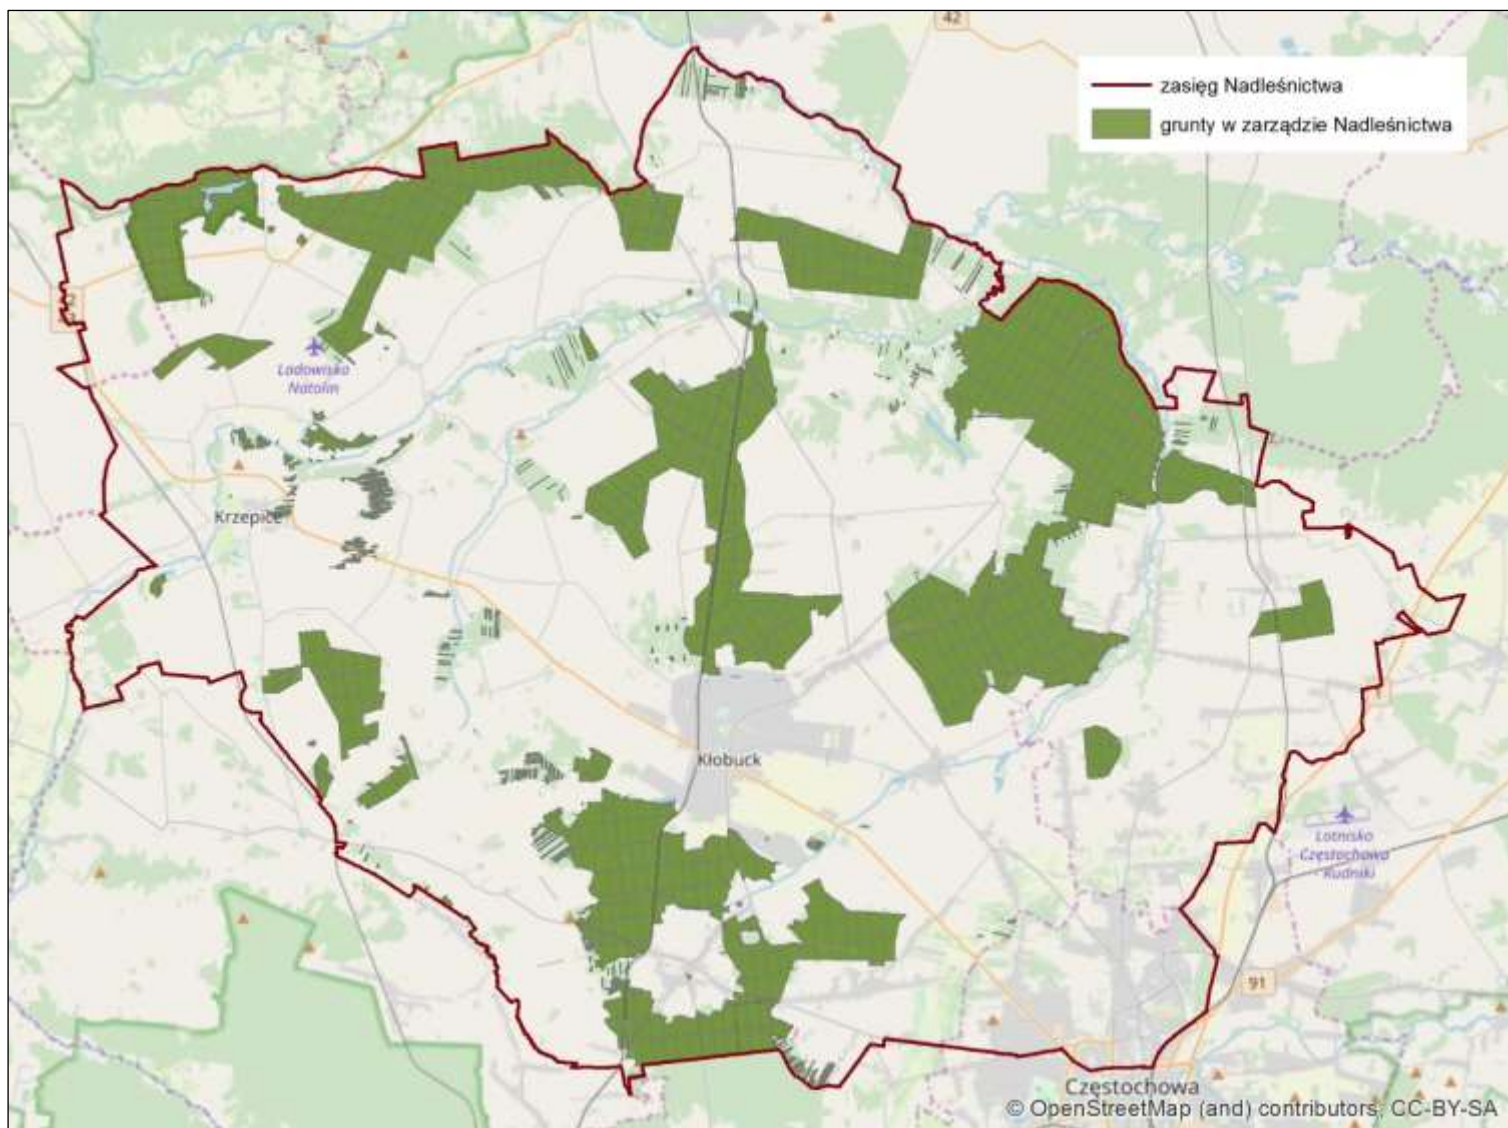 42
zasięg Nadleśnictwa
grunty w zarządzie Nadleśnictwa
Lądowisko
Natolin
Krzepice
Kłobuck
Lotnisko
Częstochowa
-Rudniki
91
Częstochowa
© OpenStreetMap (and) contributors, CC-BY-SA